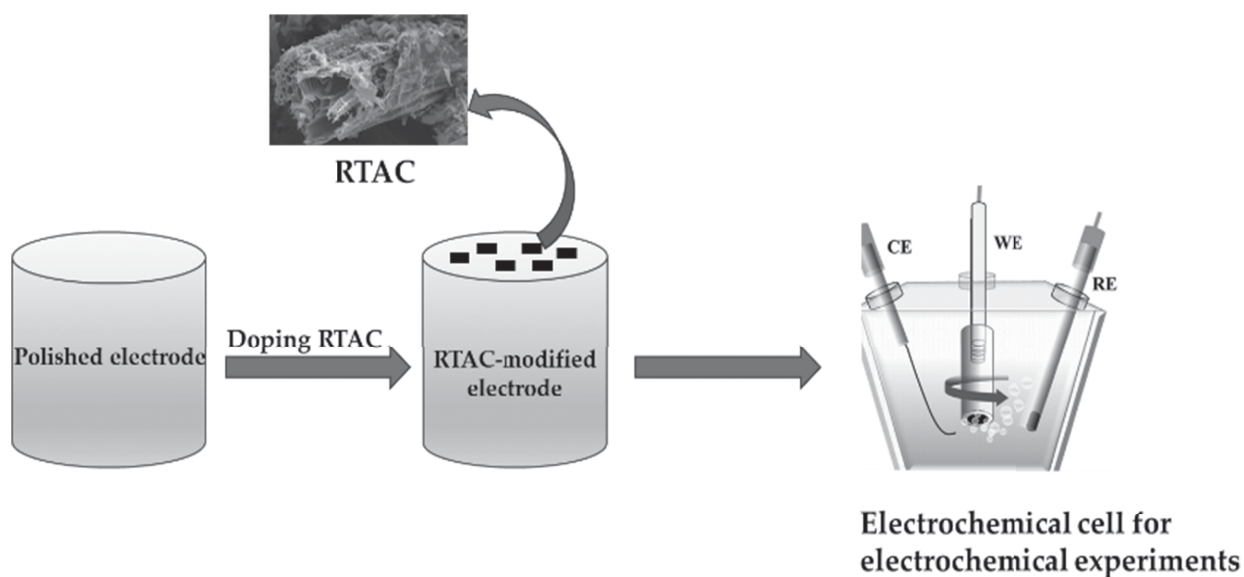 RTAC
Polished electrode
Doping RTAC
RTAC-modified
electrode
CE
WE
RE
Electrochemical cell for
electrochemical experiments